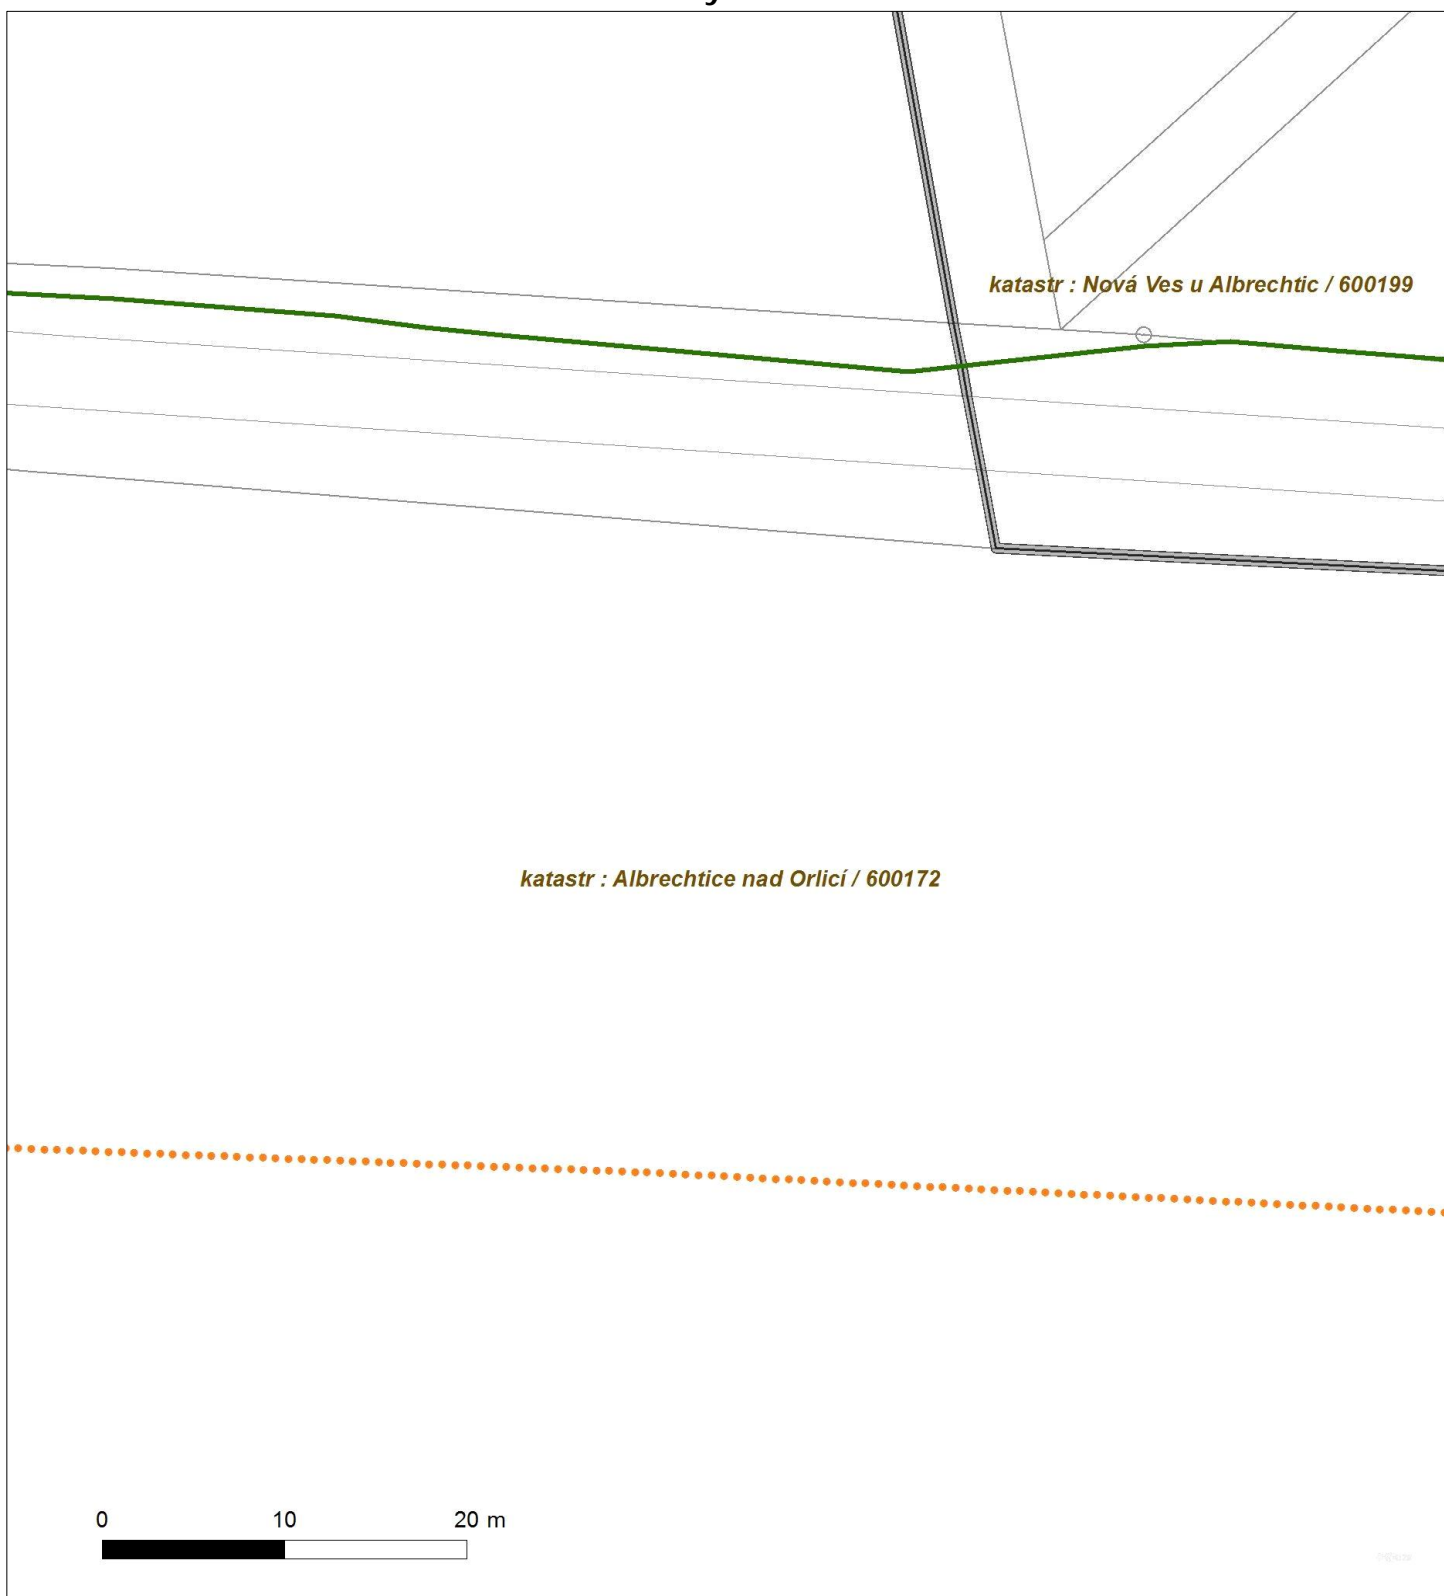 katastr : Nová Ves u Albrechtic / 600199
katastr : Albrechtice nad Orlicí / 600172
0 10 20 m